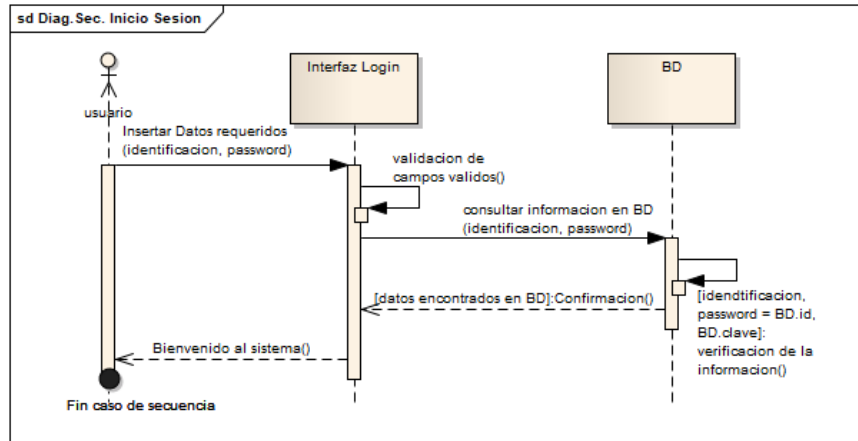 sd Diag.Sec. Inicio Sesion
Interfaz Login
BD
usuario
Insertar Datos requeridos
(identificacion, password)
validacion de
campos validos()
consultar informacion en BD
(identificacion, password)
[datos encontrados en BD]:Confirmacion()
[idendtificacion,
password = BD.id,
BD.clave]:
verificacion de la
informacion()
Bienvenido al sistema()
Fin caso de secuencia